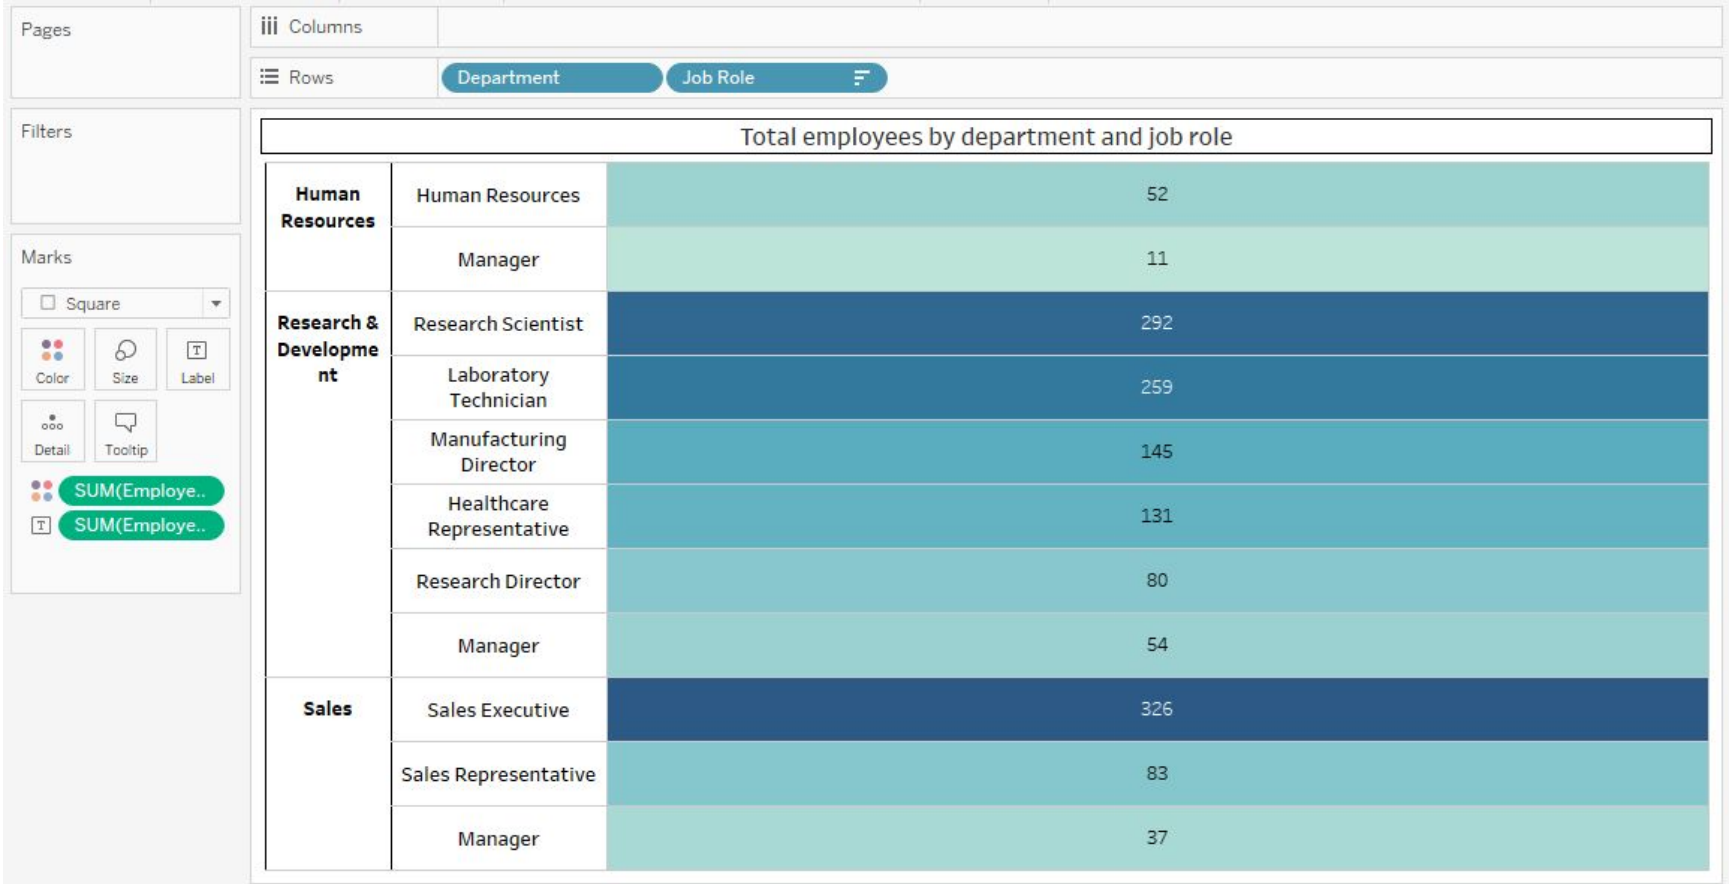 Pages
Columns
Rows
Department
Job Role
Filters
Total employees by department and job role
Human
Resources
Human Resources
52
Manager
11
Marks
Square
Color
Size
Label
Detail
Tooltip
SUM(Employe..
SUM(Employe..
Research &
Developme
nt
Research Scientist
292
Laboratory
Technician
259
Manufacturing
Director
145
Healthcare
Representative
131
Research Director
80
Manager
54
Sales
Sales Executive
326
Sales Representative
83
Manager
37